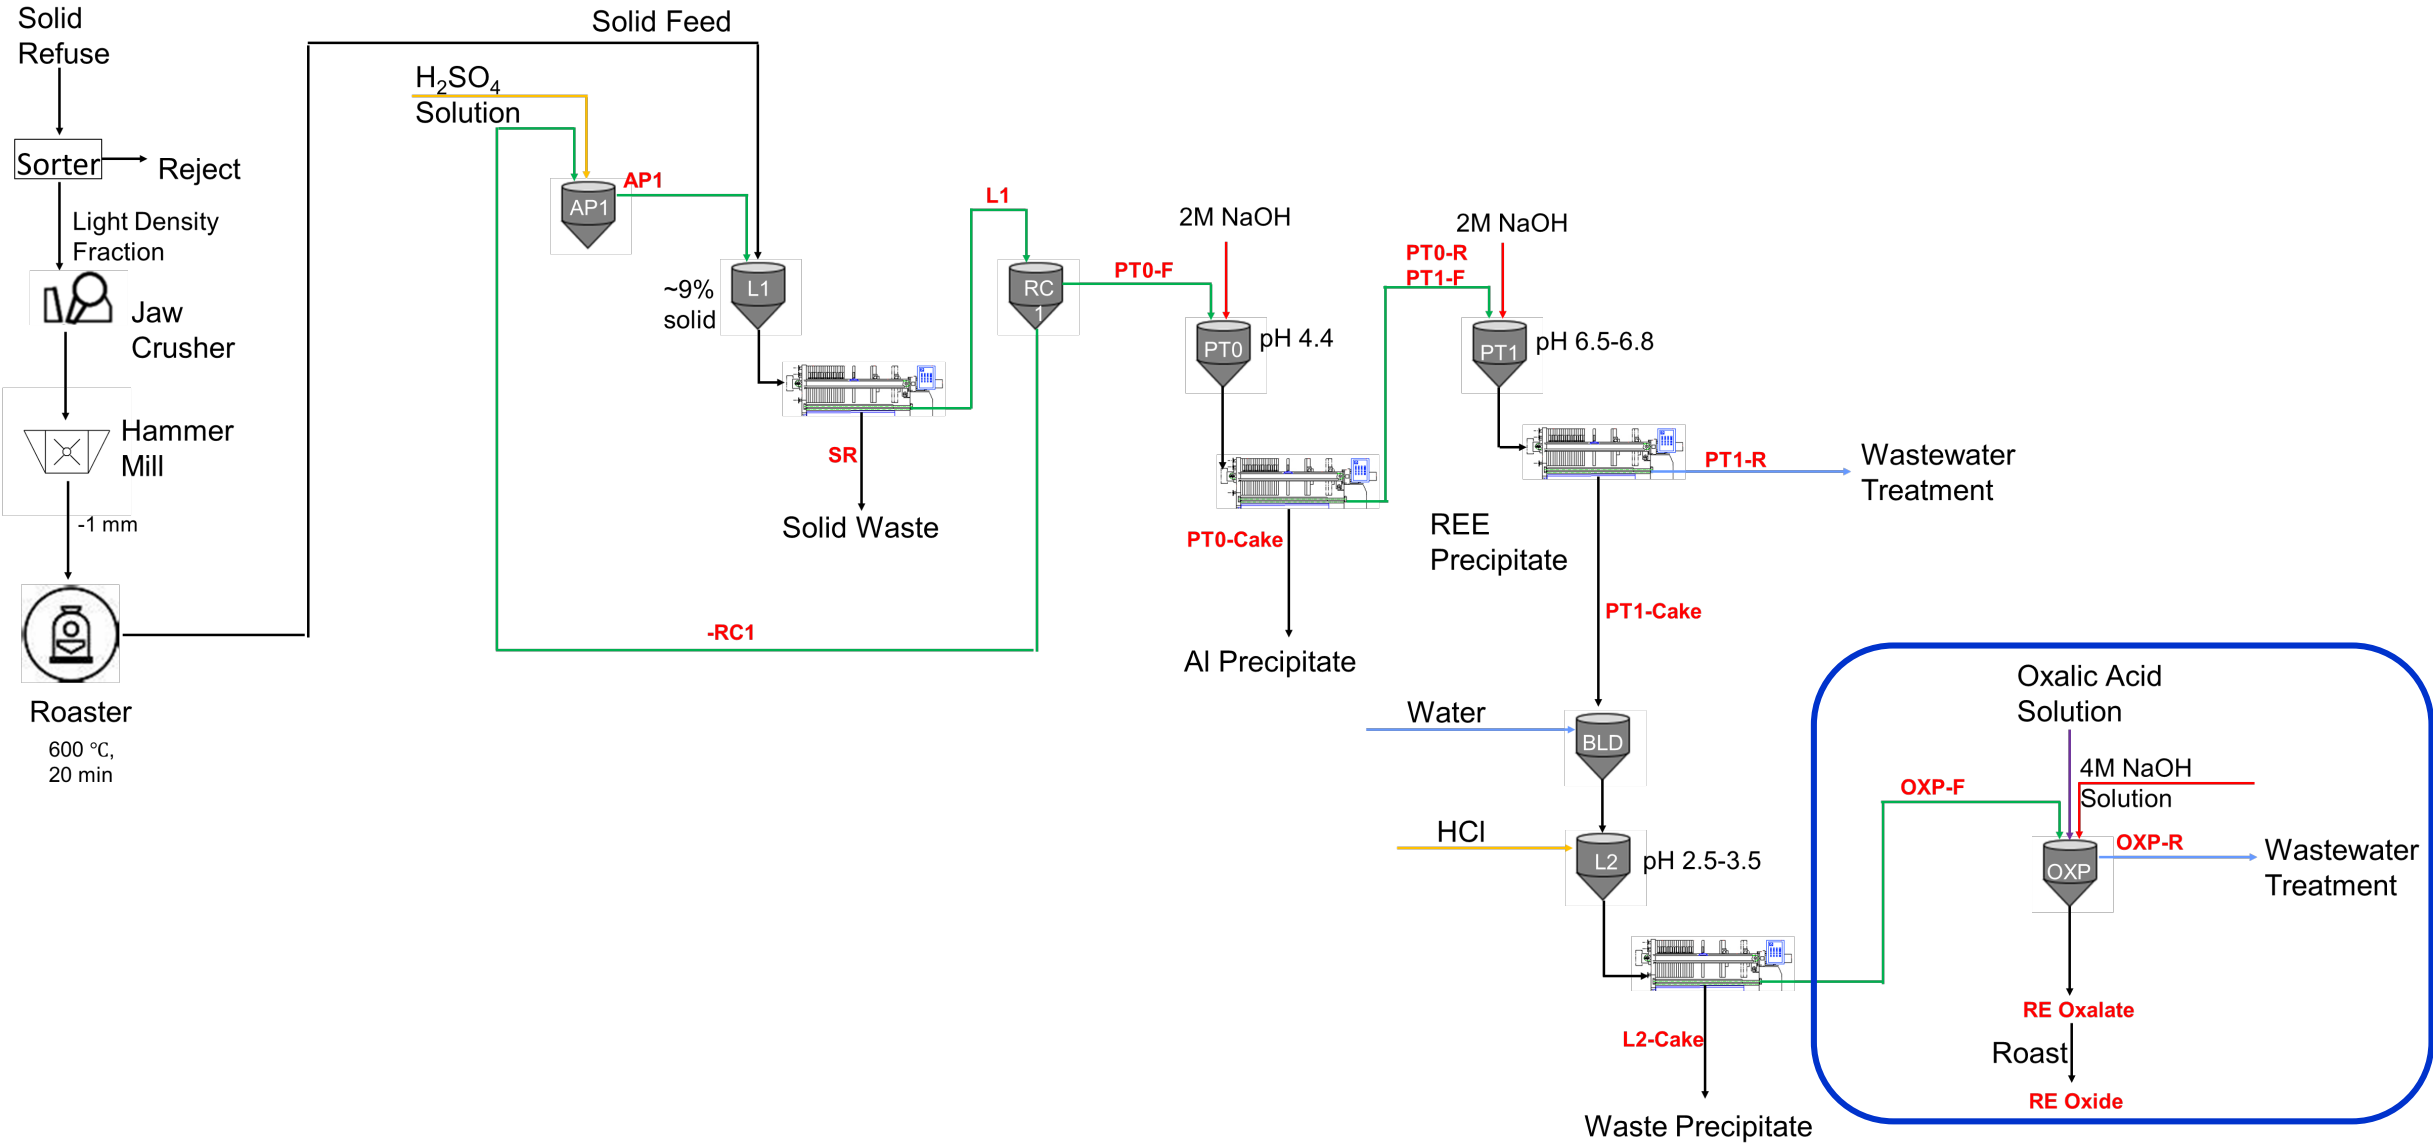 Solid
Refuse
Sorter
Reject
Light Density
Fraction
Jaw
Crusher
Hammer
Mill
-1 mm
Roaster
600 °C,
20 min
Solid Feed
H₂SO₄
Solution
AP1
AP1
L1
~9%
solid
SR
Solid Waste
-RC1
L1
RC
1
PT0-F
2M NaOH
PT0
pH 4.4
PT0-Cake
Al Precipitate
PT0-R
PT1-F
2M NaOH
PT1
pH 6.5-6.8
PT1-R
Wastewater
Treatment
REE
Precipitate
PT1-Cake
Water
BLD
HCl
L2
pH 2.5-3.5
L2-Cake
Waste Precipitate
Oxalic Acid
Solution
4M NaOH
Solution
OXP-F
OXP
OXP-R
Wastewater
Treatment
RE Oxalate
Roast
RE Oxide